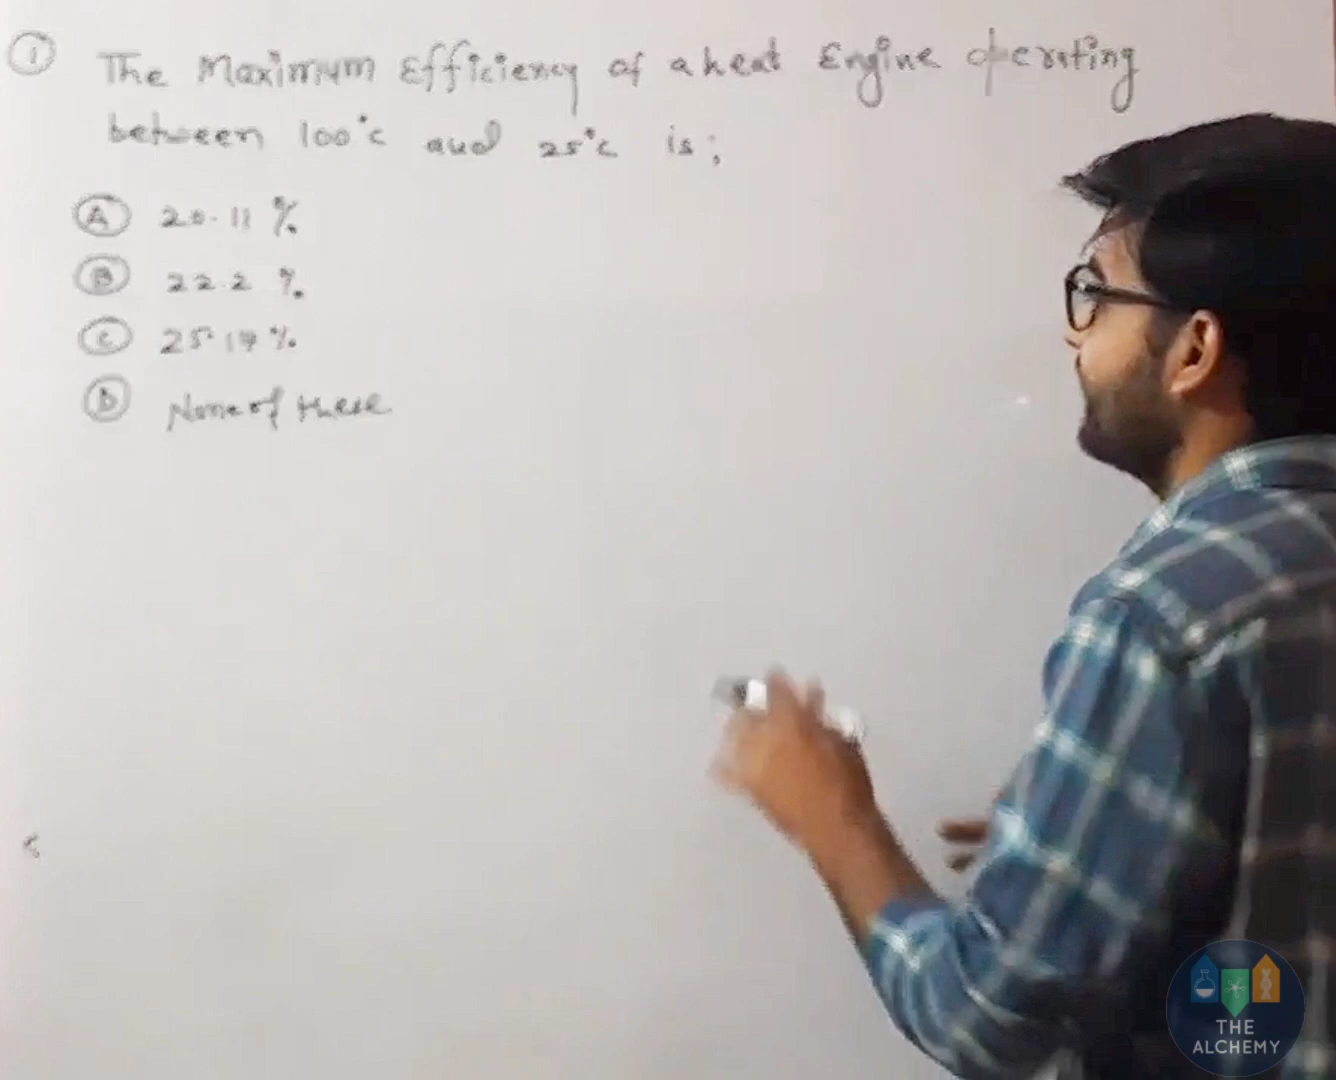 ① The Maximum Efficiency of a heat Engine operating
between 100°c and 25°c is;
Ⓐ 20.11 %
Ⓑ 22.2 %.
Ⓒ 25.17 %.
Ⓓ None of these
THE
ALCHEMY